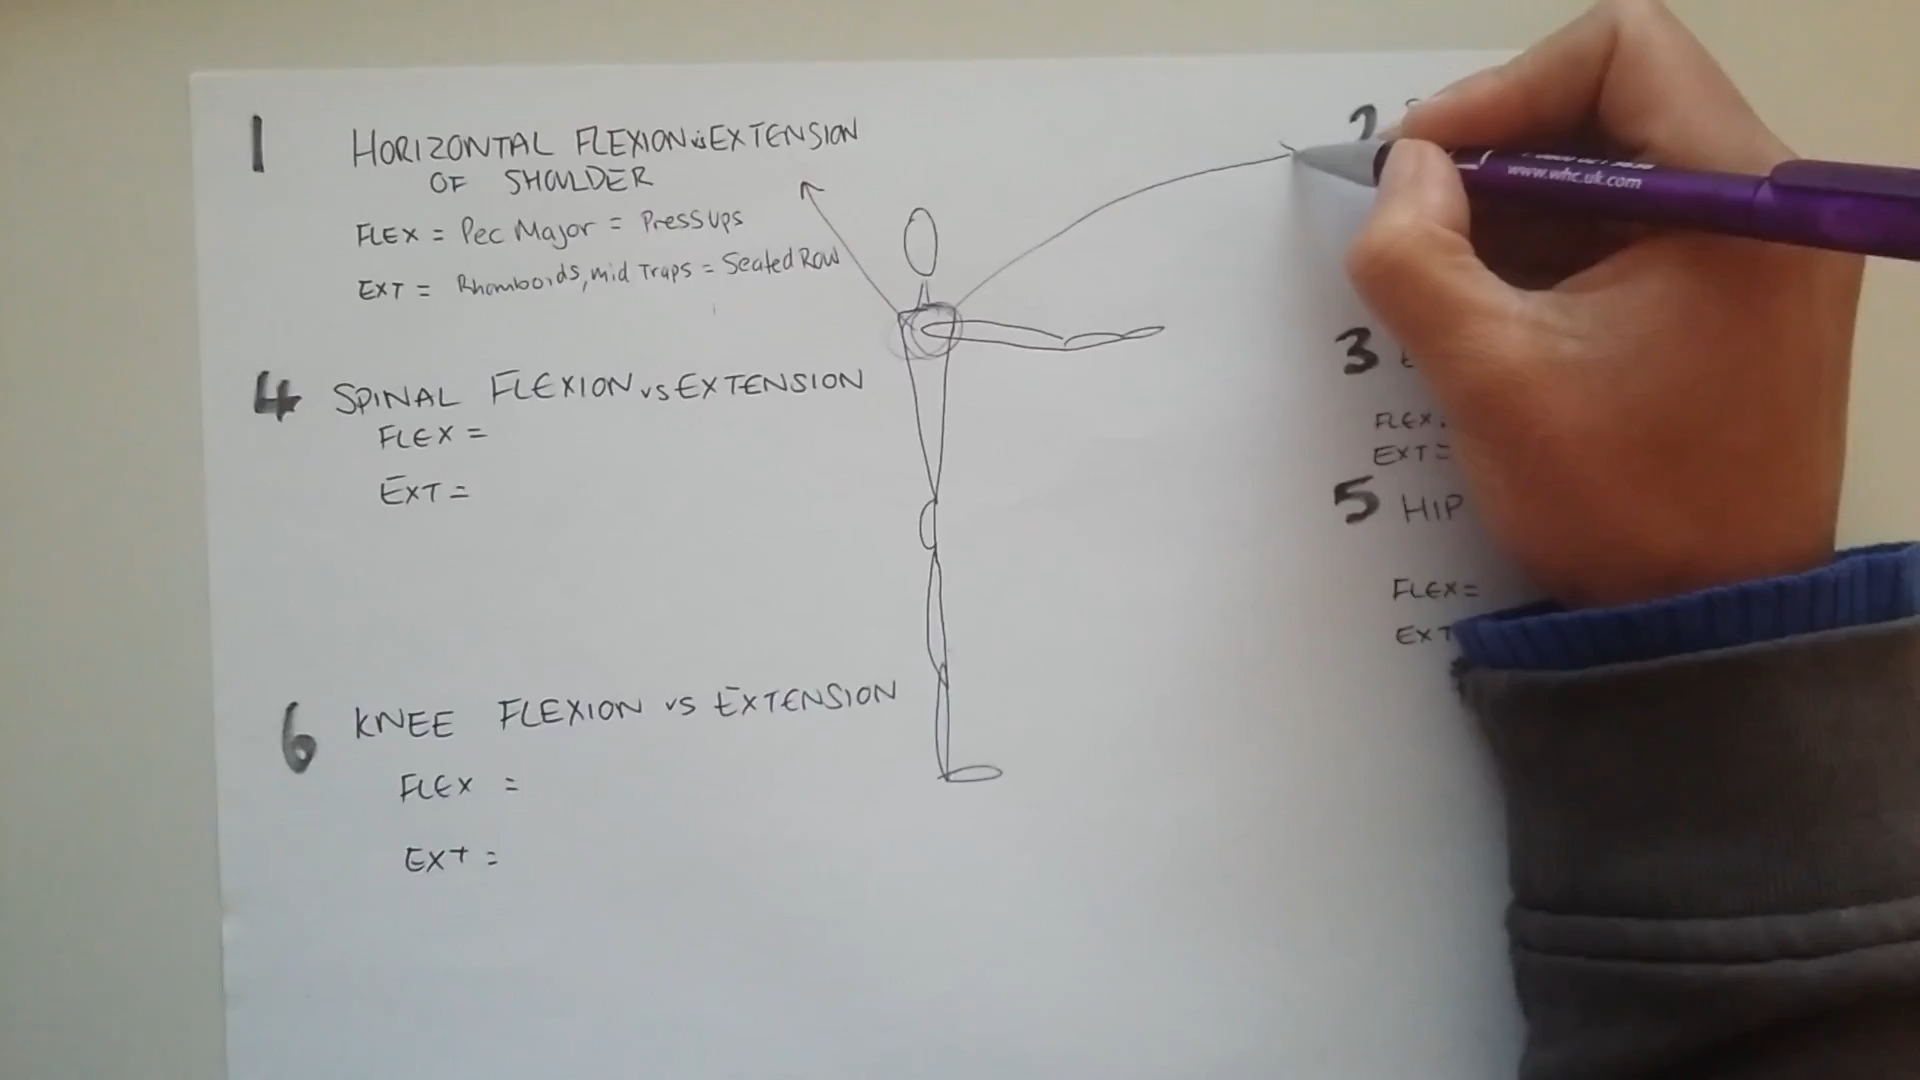 1 HORIZONTAL FLEXION vs EXTENSION
OF SHOULDER
FLEX = Pec Major = Press ups
EXT = Rhomboids, mid Traps = Seated Row
4 SPINAL FLEXION vs EXTENSION
FLEX =
EXT =
6 KNEE FLEXION vs EXTENSION
FLEX =
EXT =
2
3
FLEX
EXT =
5 HIP
FLEX =
EXT
www.whc.uk.com